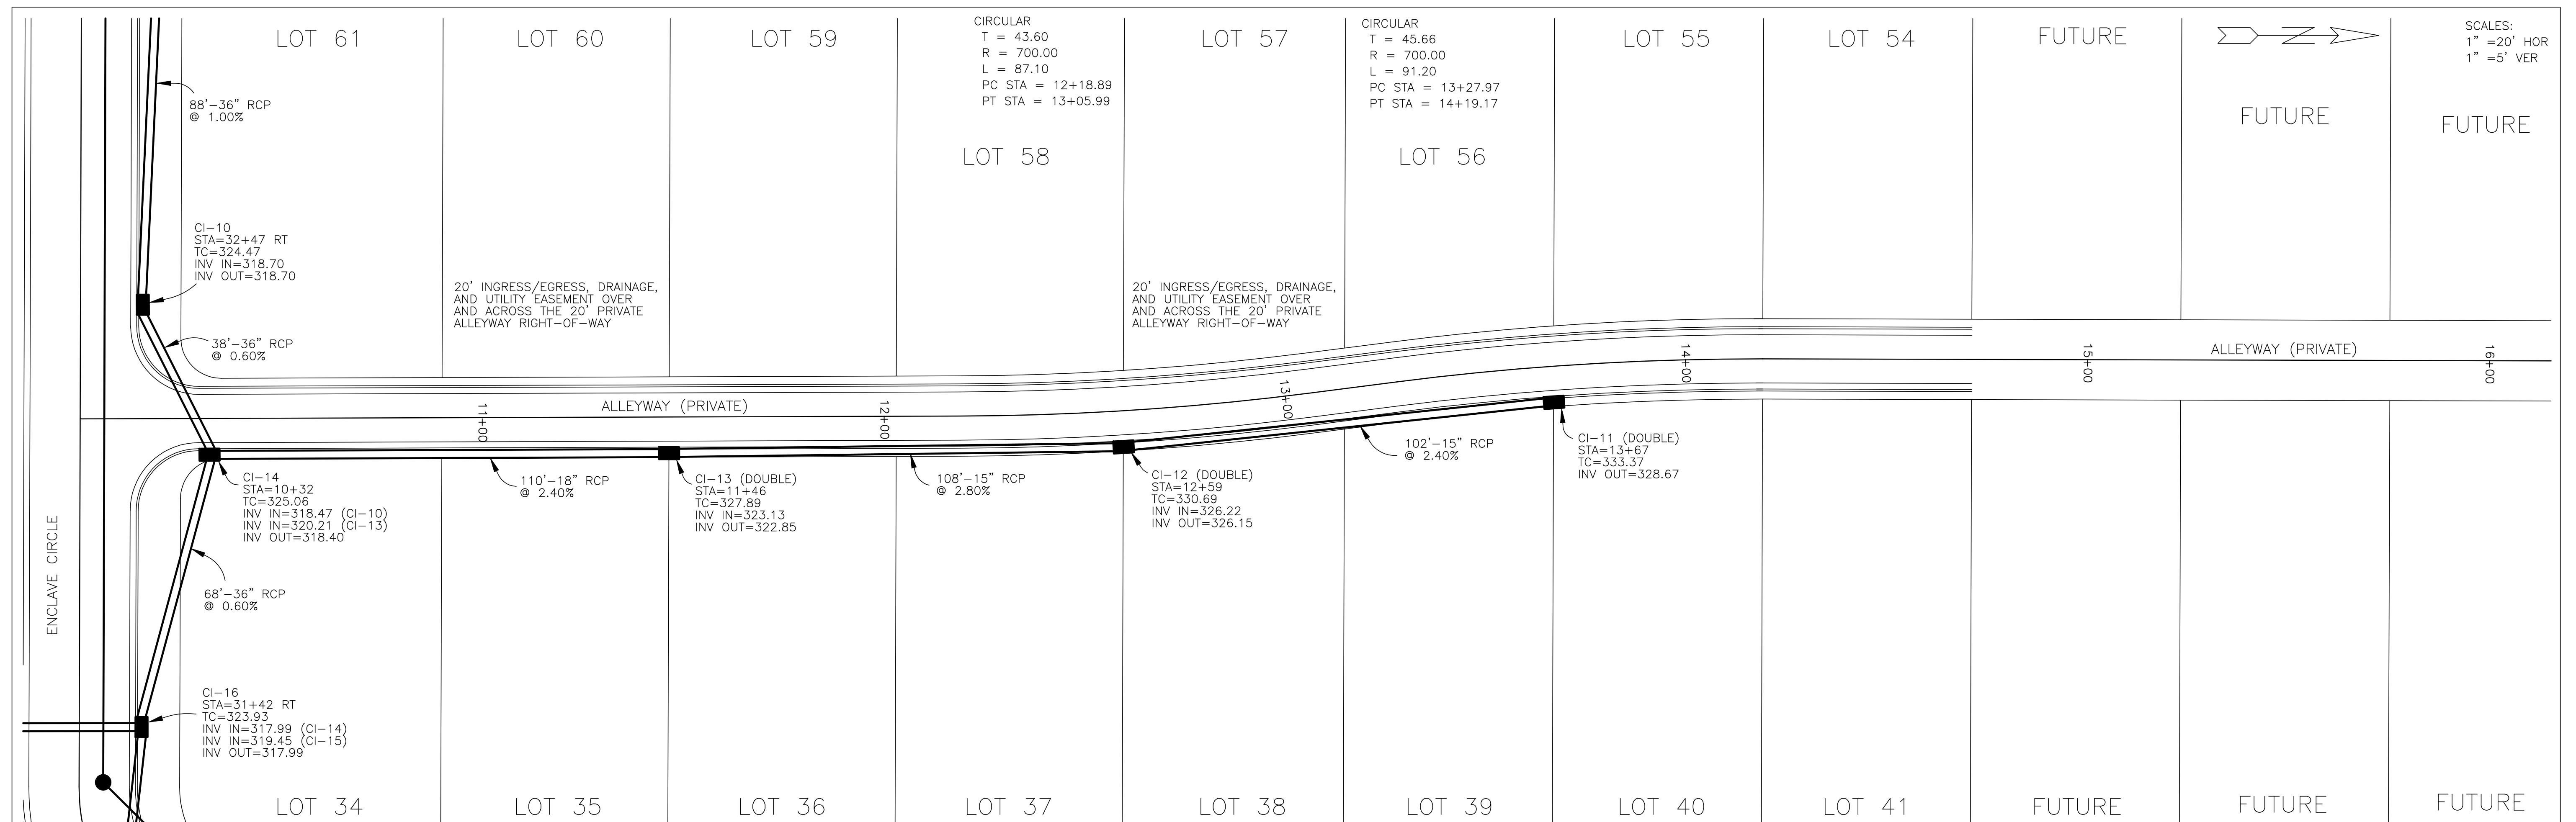 LOT 61
LOT 60
LOT 59
CIRCULAR
T = 43.60
R = 700.00
L = 87.10
PC STA = 12+18.89
PT STA = 13+05.99
LOT 58
LOT 57
CIRCULAR
T = 45.66
R = 700.00
L = 91.20
PC STA = 13+27.97
PT STA = 14+19.17
LOT 56
LOT 55
LOT 54
FUTURE
N
FUTURE
SCALES:
1" =20' HOR
1" =5' VER
FUTURE
88'-36" RCP
@ 1.00%
CI-10
STA=32+47 RT
TC=324.47
INV IN=318.70
INV OUT=318.70
38'-36" RCP
@ 0.60%
20' INGRESS/EGRESS, DRAINAGE,
AND UTILITY EASEMENT OVER
AND ACROSS THE 20' PRIVATE
ALLEYWAY RIGHT-OF-WAY
20' INGRESS/EGRESS, DRAINAGE,
AND UTILITY EASEMENT OVER
AND ACROSS THE 20' PRIVATE
ALLEYWAY RIGHT-OF-WAY
11+00
ALLEYWAY (PRIVATE)
12+00
13+00
14+00
15+00
ALLEYWAY (PRIVATE)
16+00
CI-14
STA=10+32
TC=325.06
INV IN=318.47 (CI-10)
INV IN=320.21 (CI-13)
INV OUT=318.40
110'-18" RCP
@ 2.40%
CI-13 (DOUBLE)
STA=11+46
TC=327.89
INV IN=323.13
INV OUT=322.85
108'-15" RCP
@ 2.80%
CI-12 (DOUBLE)
STA=12+59
TC=330.69
INV IN=326.22
INV OUT=326.15
102'-15" RCP
@ 2.40%
CI-11 (DOUBLE)
STA=13+67
TC=333.37
INV OUT=328.67
ENCLAVE CIRCLE
68'-36" RCP
@ 0.60%
CI-16
STA=31+42 RT
TC=323.93
INV IN=317.99 (CI-14)
INV IN=319.45 (CI-15)
INV OUT=317.99
LOT 34
LOT 35
LOT 36
LOT 37
LOT 38
LOT 39
LOT 40
LOT 41
FUTURE
FUTURE
FUTURE